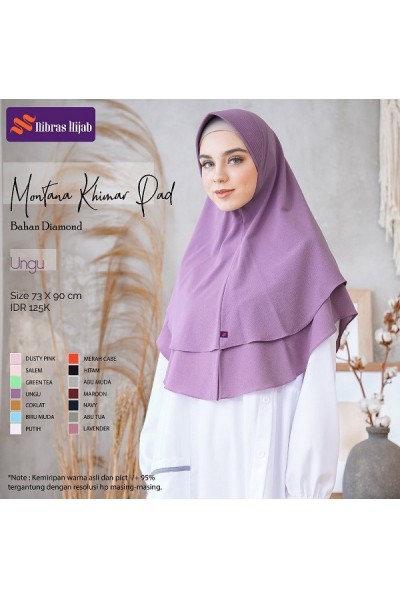 Nibras Hijab
Montana Khimar Pad
Bahan Diamond
Ungu
Size 73 X 90 cm
IDR 125K
DUSTY PINK
SALEM
GREEN TEA
UNGU
COKLAT
BIRU MUDA
PUTIH
MERAH CABE
HITAM
ABU MUDA
MAROON
NAVY
ABU TUA
LAVENDER
*Note : Kemiripan warna asli dan pict -/+ 95%
tergantung dengan resolusi hp masing-masing.